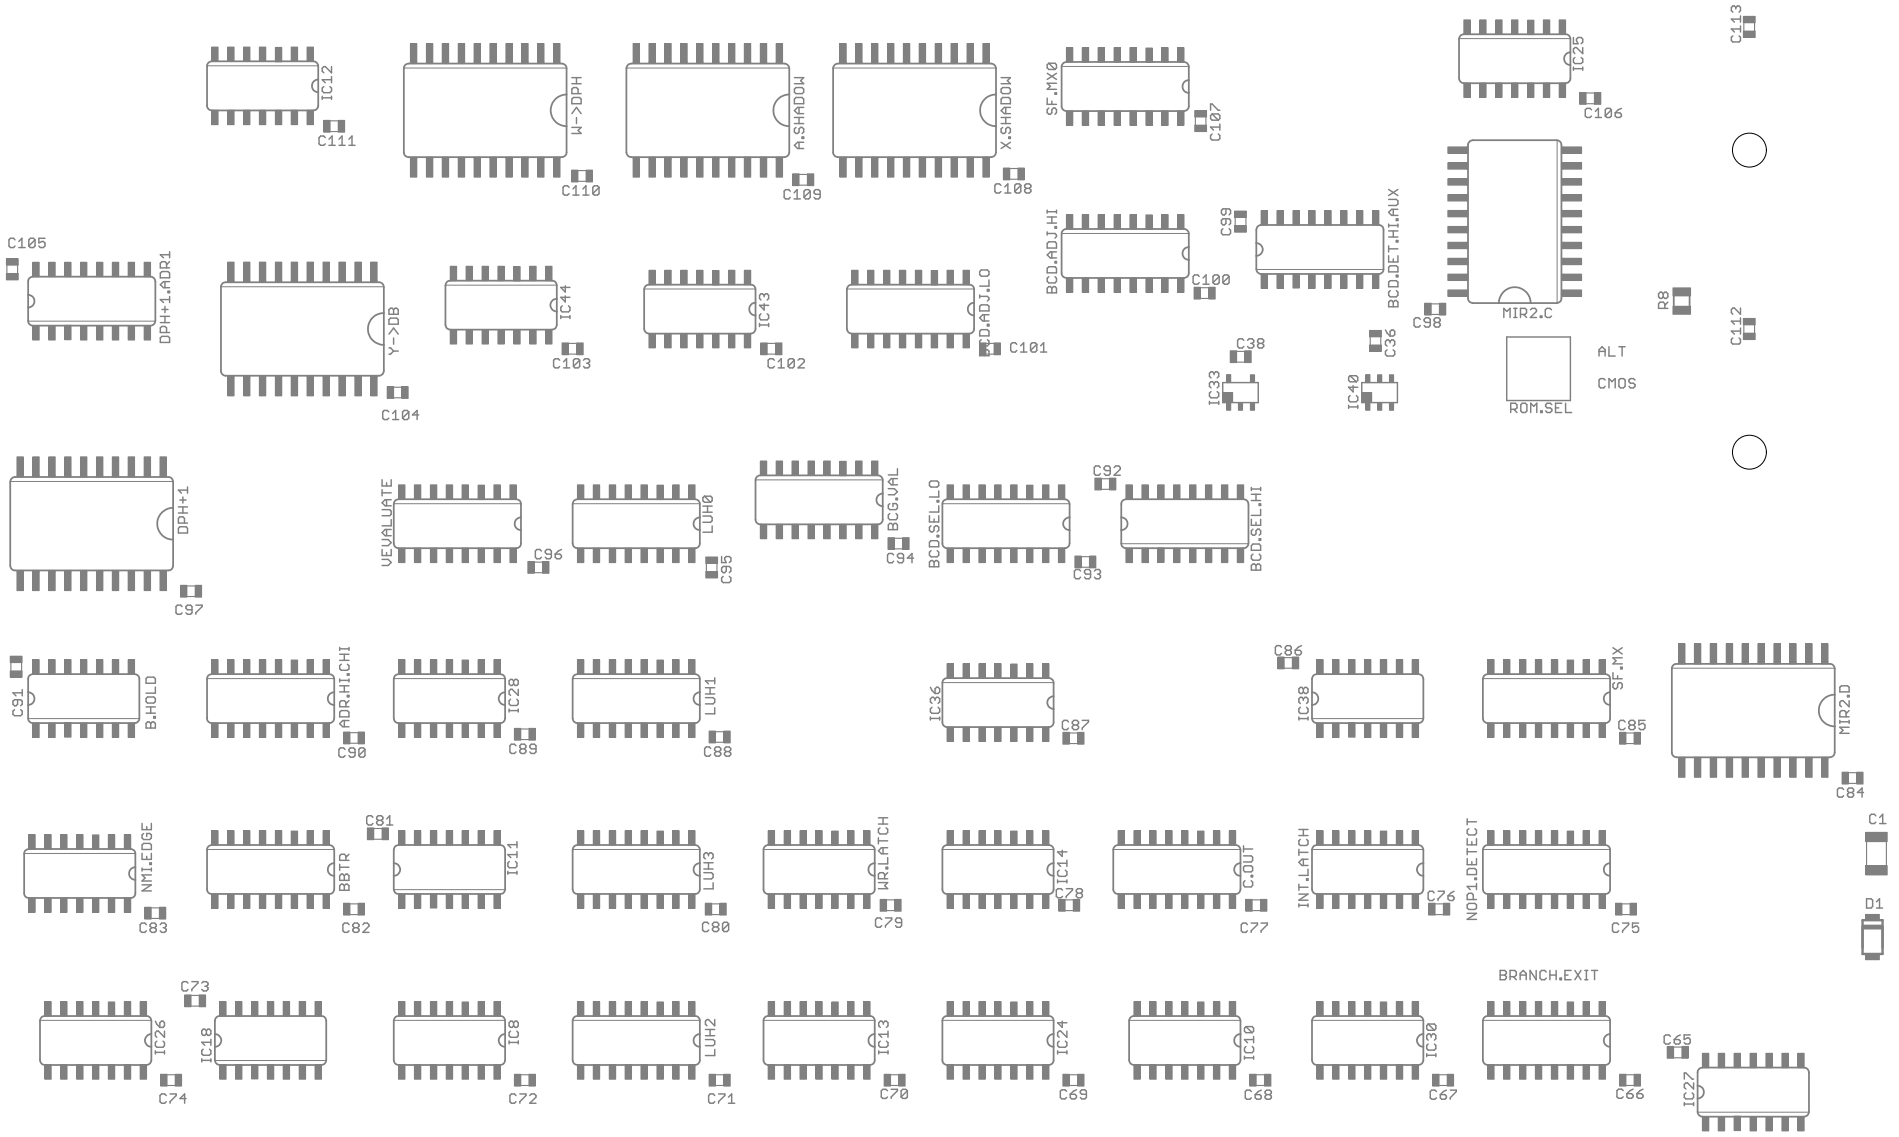 C113
IC12
W->DPH
A.SHADOW
X.SHADOW
SF.MX0
IC25
C111
C110
C109
C108
C107
C106
C105
DPH+1.ADR1
Y->DB
IC44
IC43
BCD.ADJ.LO
BCD.ADJ.HI
C99
BCD.DET.HI.AUX
C100
MIR2.C
C98
R8
C112
C104
C103
C102
C101
C38
C36
IC33
IC40
ALT
CMOS
ROM.SEL
DPH+1
VEVALUATE
LUH0
BCG.VAL
BCD.SEL.LO
C92
BCD.SEL.HI
C97
C96
C95
C94
C93
C91
B.HOLD
ADR.HI.CHI
IC28
LUH1
IC36
C86
IC38
SF.MX
MIR2.D
C90
C89
C88
C87
C85
C84
NMI.EDGE
BBTR
C81
IC11
LUH3
WR.LATCH
IC14
C.OUT
INT.LATCH
NOP1.DETECT
C1
C83
C82
C80
C79
C78
C77
C76
C75
D1
BRANCH.EXIT
IC26
C73
IC18
IC8
LUH2
IC13
IC24
IC10
IC30
C65
IC27
C74
C72
C71
C70
C69
C68
C67
C66